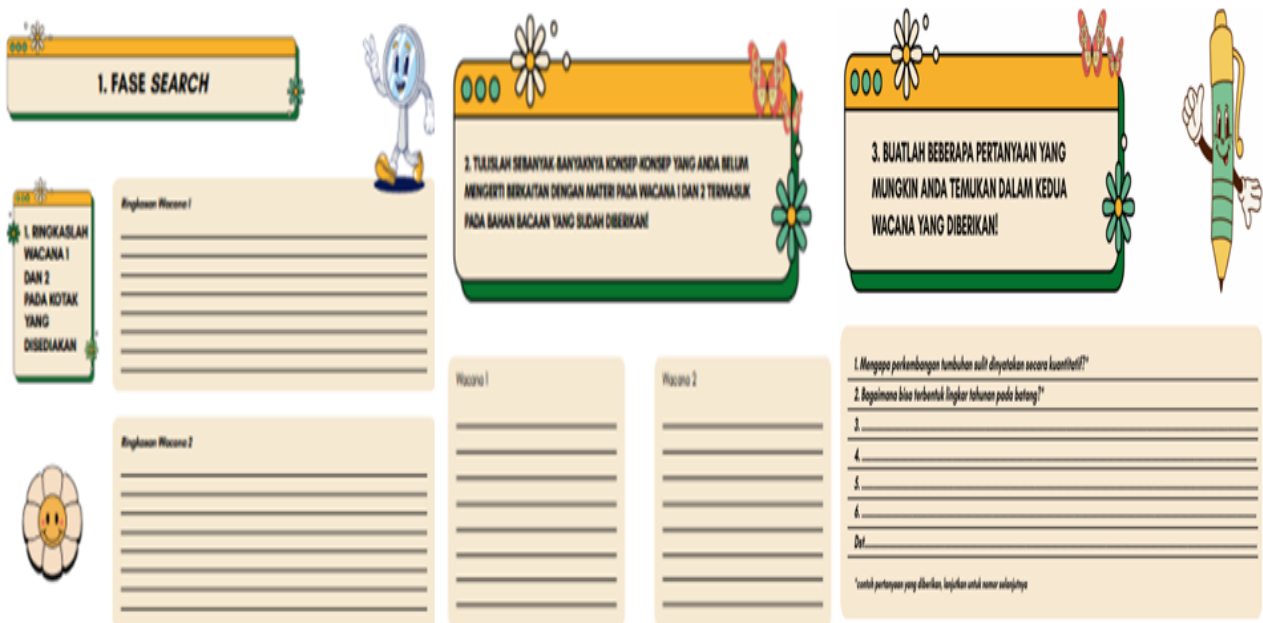 1. FASE SEARCH
1. RINGKASLAH
WACANA 1
DAN 2
PADA KOTAK
YANG
DISEDIAKAN
Ringkasan Wacana 1
Ringkasan Wacana 2
2. TULISLAH SEBANYAK-BANYAKNYA KONSEP-KONSEP YANG ANDA BELUM
MENGERTI BERKAITAN DENGAN MATERI PADA WACANA 1 DAN 2 TERMASUK
PADA BAHAN BACAAN YANG SUDAH DIBERIKAN!
Wacana 1
Wacana 2
3. BUATLAH BEBERAPA PERTANYAAN YANG
MUNGKIN ANDA TEMUKAN DALAM KEDUA
WACANA YANG DIBERIKAN!
1. Mengapa perkembangan tumbuhan sulit dinyatakan secara kuantitatif?*
2. Bagaimana bisa terbentuk lingkar tahunan pada batang?*
3.
4.
5.
6.
Dst
*contoh pertanyaan yang diberikan, lanjutkan untuk nomor selanjutnya